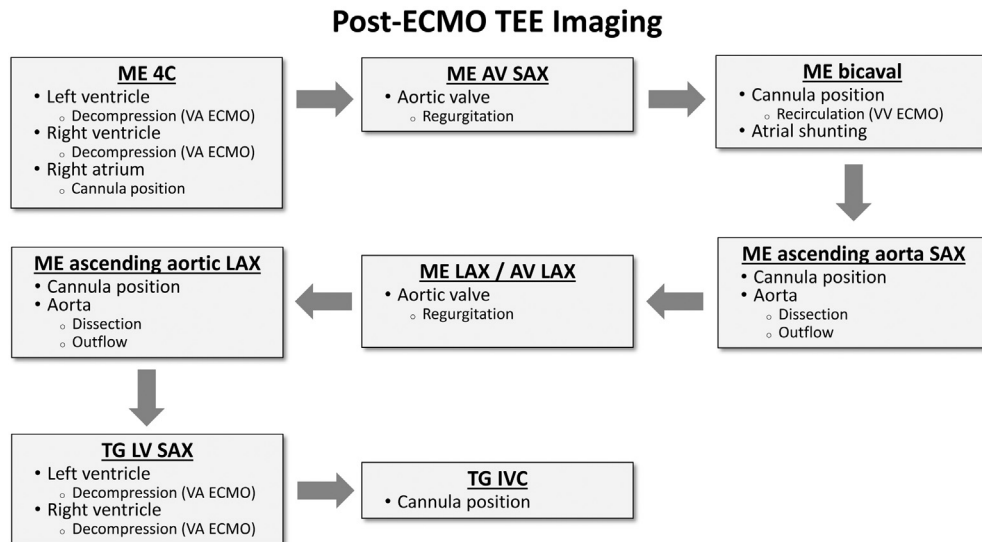 Post-ECMO TEE Imaging
ME 4C
• Left ventricle
○ Decompression (VA ECMO)
• Right ventricle
○ Decompression (VA ECMO)
• Right atrium
○ Cannula position
ME AV SAX
• Aortic valve
○ Regurgitation
ME bicaval
• Cannula position
○ Recirculation (VV ECMO)
• Atrial shunting
ME ascending aorta SAX
• Cannula position
• Aorta
○ Dissection
○ Outflow
ME LAX / AV LAX
• Aortic valve
○ Regurgitation
ME ascending aortic LAX
• Cannula position
• Aorta
○ Dissection
○ Outflow
TG LV SAX
• Left ventricle
○ Decompression (VA ECMO)
• Right ventricle
○ Decompression (VA ECMO)
TG IVC
• Cannula position